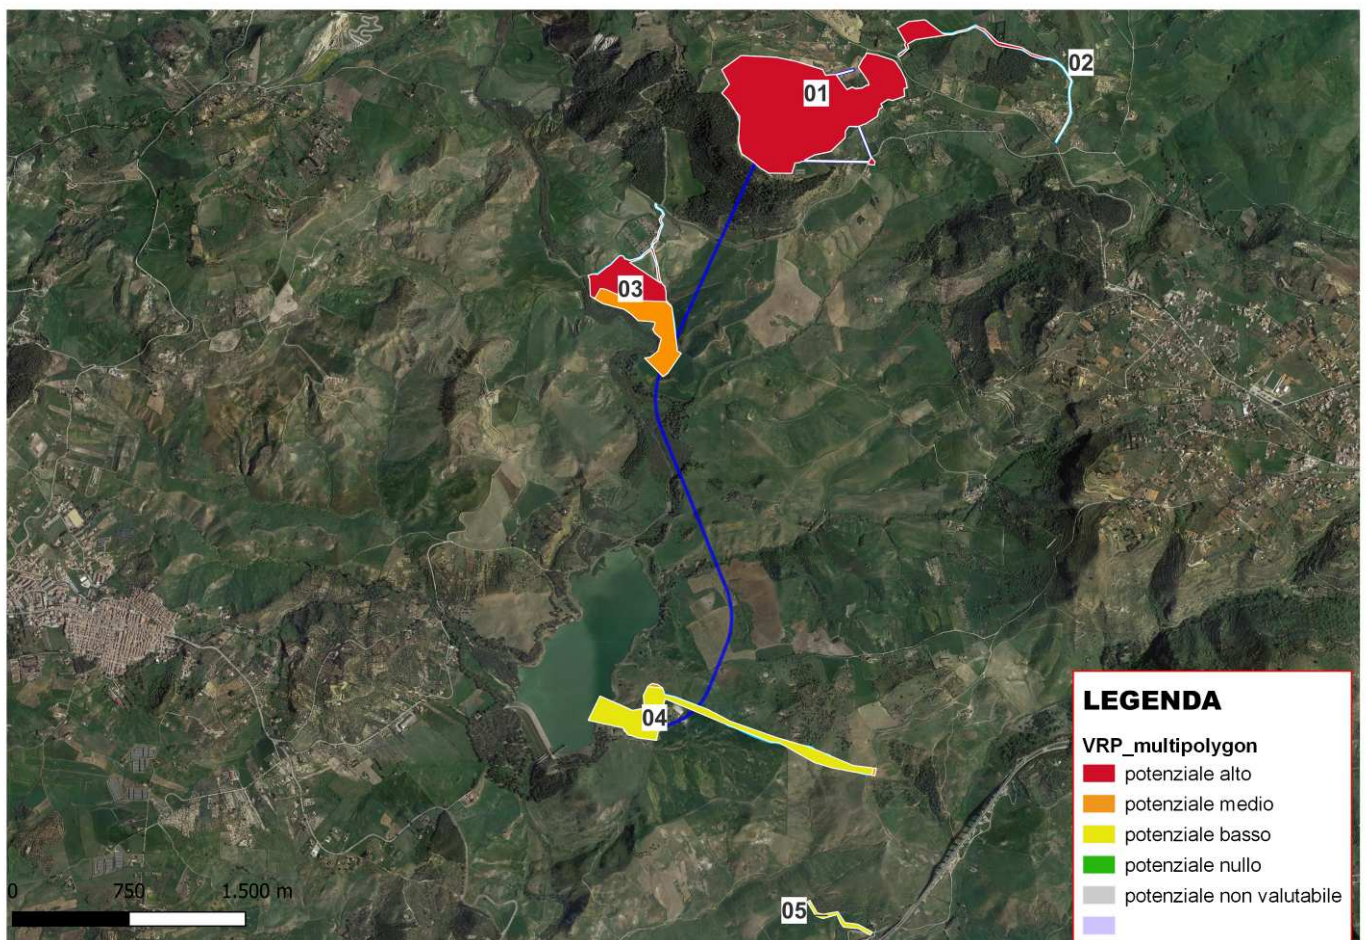 02
01
03
04
05
0 750 1.500 m
LEGENDA
VRP_multipolygon
potenziale alto
potenziale medio
potenziale basso
potenziale nullo
potenziale non valutabile